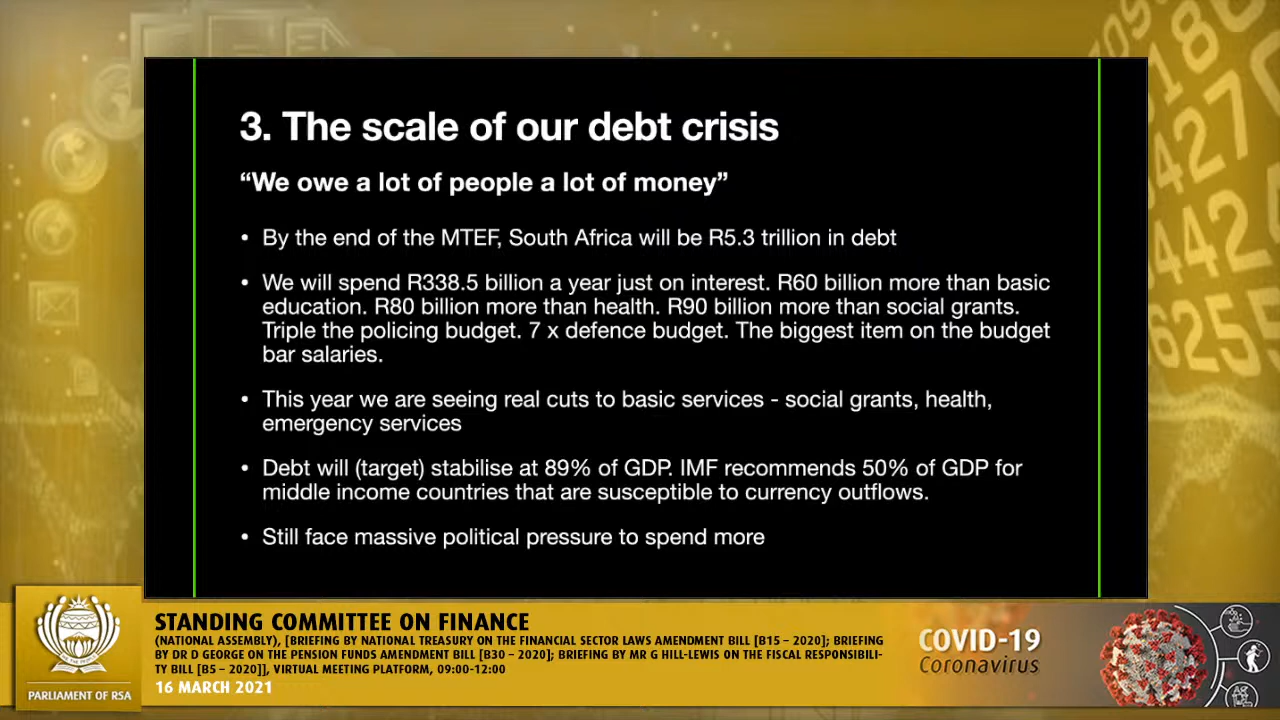 3. The scale of our debt crisis
“We owe a lot of people a lot of money”
• By the end of the MTEF, South Africa will be R5.3 trillion in debt
• We will spend R338.5 billion a year just on interest. R60 billion more than basic
education. R80 billion more than health. R90 billion more than social grants.
Triple the policing budget. 7 x defence budget. The biggest item on the budget
bar salaries.
• This year we are seeing real cuts to basic services - social grants, health,
emergency services
• Debt will (target) stabilise at 89% of GDP. IMF recommends 50% of GDP for
middle income countries that are susceptible to currency outflows.
• Still face massive political pressure to spend more
PARLIAMENT OF RSA
STANDING COMMITTEE ON FINANCE
(NATIONAL ASSEMBLY), [BRIEFING BY NATIONAL TREASURY ON THE FINANCIAL SECTOR LAWS AMENDMENT BILL [B15 – 2020]; BRIEFING
BY DR D GEORGE ON THE PENSION FUNDS AMENDMENT BILL [B30 – 2020]; BRIEFING BY MR G HILL-LEWIS ON THE FISCAL RESPONSIBILI-
TY BILL [B5 – 2020]], VIRTUAL MEETING PLATFORM, 09:00-12:00
16 MARCH 2021
COVID-19
Coronavirus